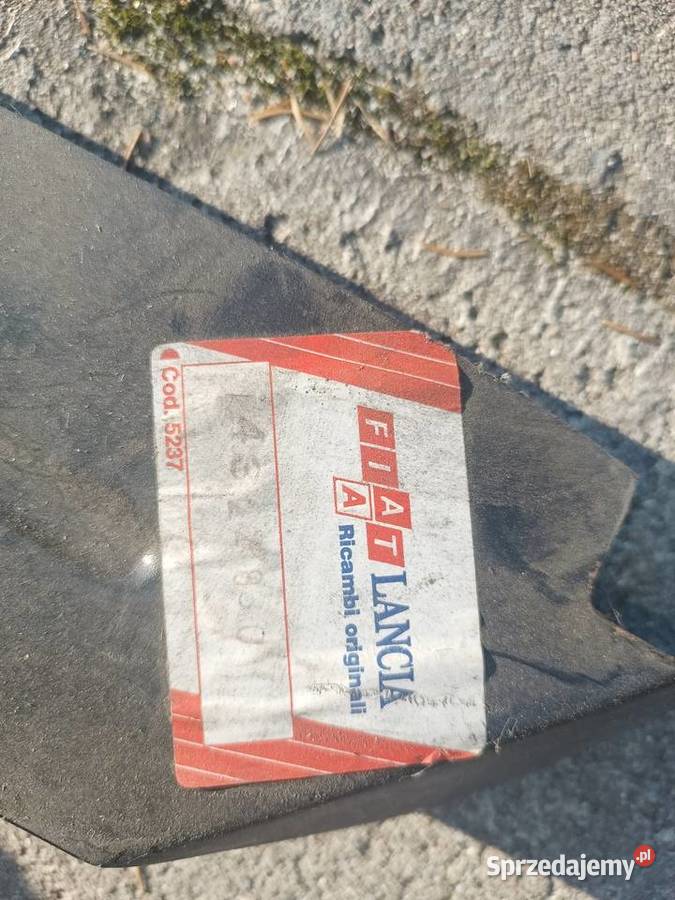 FIAT LANCIA
A Ricambi originali
Cod. 5237
Sprzedajemy.pl